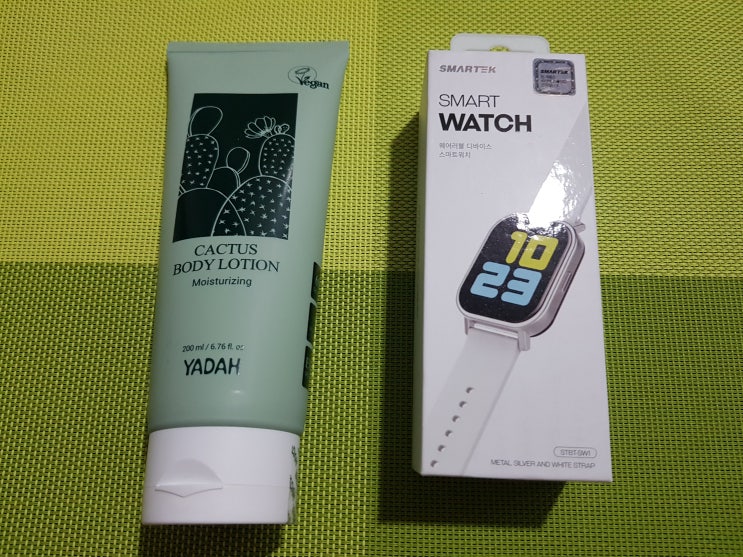 Vegan
CACTUS
BODY LOTION
Moisturizing
200 ml / 6.76 fl. oz.
YADAH
SMARTEK
SMARTEK
SMART
WATCH
웨어러블 디바이스
스마트워치
10
23
STBT-SW1
METAL SILVER AND WHITE STRAP